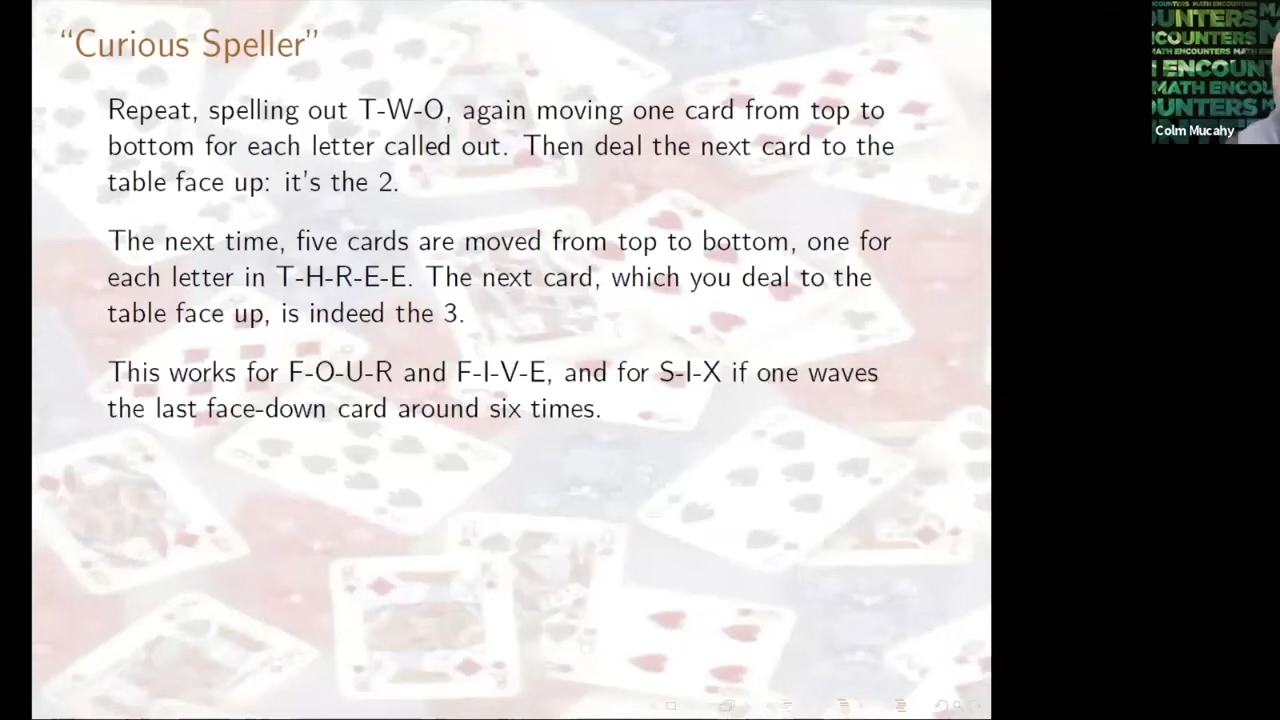 “Curious Speller”
Repeat, spelling out T-W-O, again moving one card from top to
bottom for each letter called out. Then deal the next card to the
table face up: it's the 2.
The next time, five cards are moved from top to bottom, one for
each letter in T-H-R-E-E. The next card, which you deal to the
table face up, is indeed the 3.
This works for F-O-U-R and F-I-V-E, and for S-I-X if one waves
the last face-down card around six times.
MATH ENCOUNTERS
Colm Mucahy